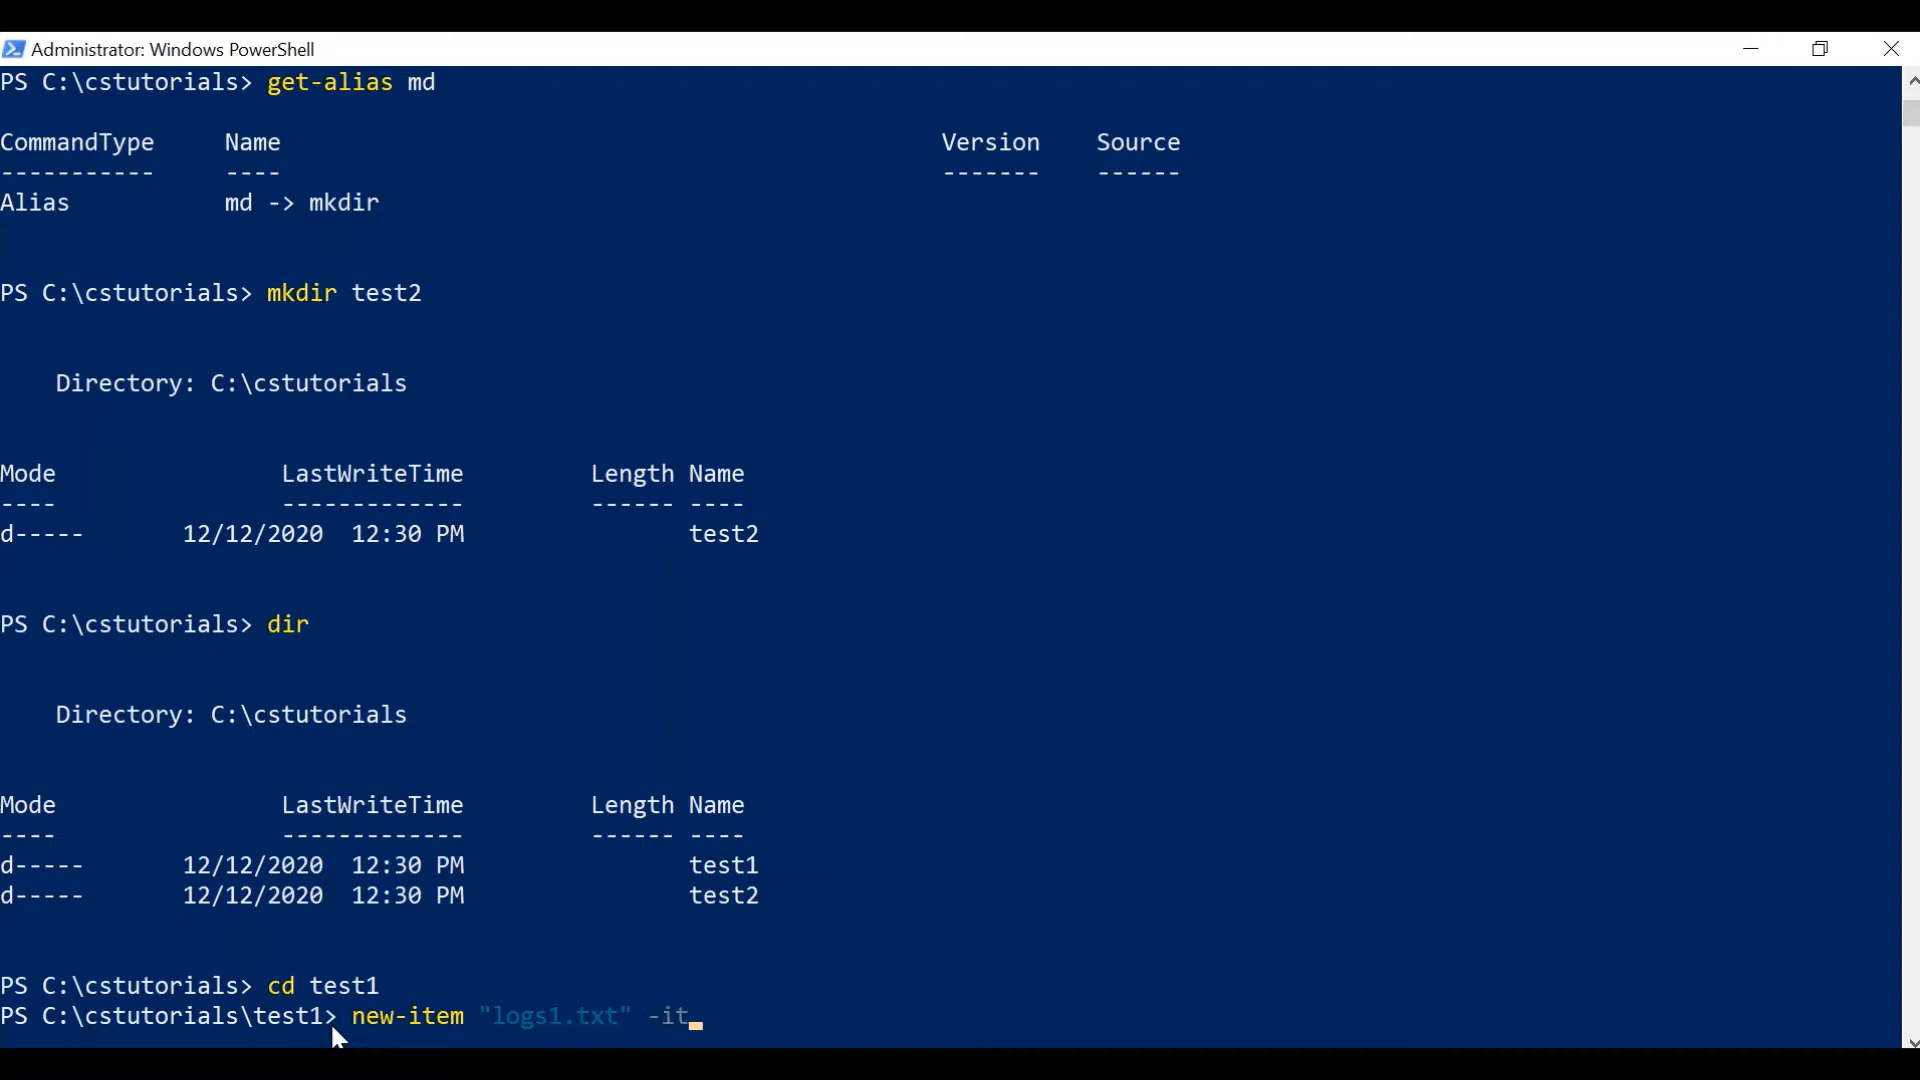 Administrator: Windows PowerShell
PS C:\cstutorials> get-alias md
CommandType     Name                                               Version    Source
-----------     ----                                               -------    ------
Alias           md -> mkdir
PS C:\cstutorials> mkdir test2
    Directory: C:\cstutorials
Mode                LastWriteTime         Length Name
----                -------------         ------ ----
d-----       12/12/2020  12:30 PM                test2
PS C:\cstutorials> dir
    Directory: C:\cstutorials
Mode                LastWriteTime         Length Name
----                -------------         ------ ----
d-----       12/12/2020  12:30 PM                test1
d-----       12/12/2020  12:30 PM                test2
PS C:\cstutorials> cd test1
PS C:\cstutorials\test1> new-item "logs1.txt" -it